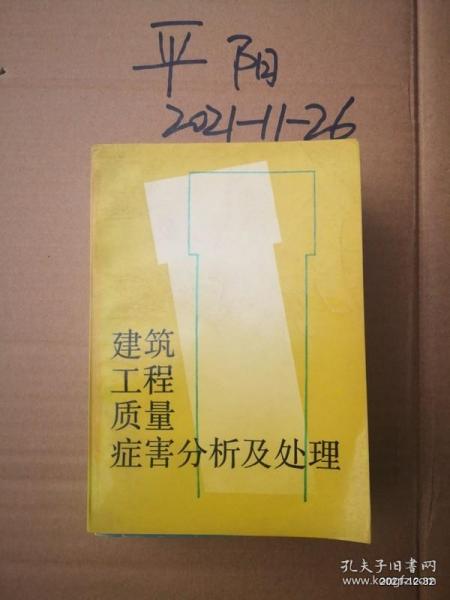 平阳
2021-11-26
建筑
工程
质量
症害分析及处理
孔夫子旧书网